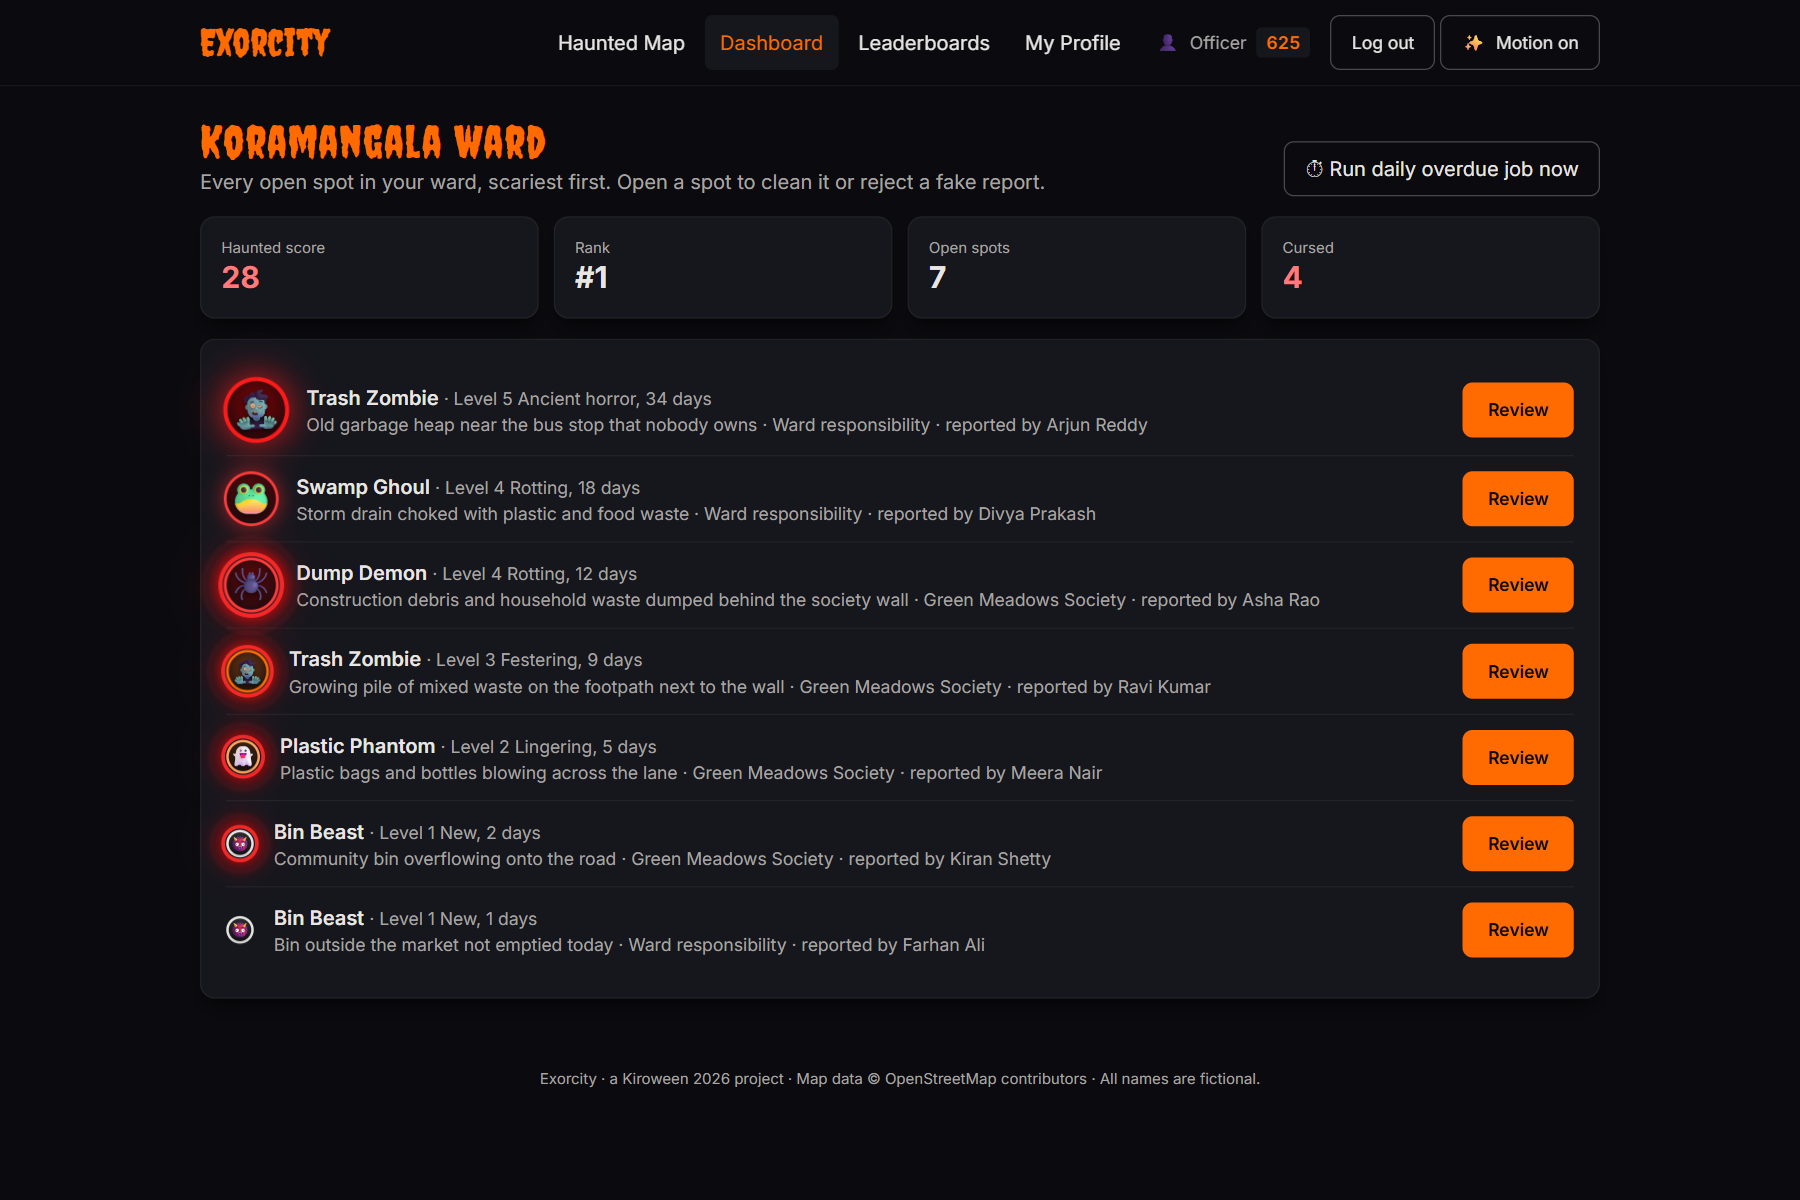 EXORCITY
Haunted Map
Dashboard
Leaderboards
My Profile
Officer 625
Log out
Motion on
KORAMANGALA WARD
Every open spot in your ward, scariest first. Open a spot to clean it or reject a fake report.
Run daily overdue job now
Haunted score
28
Rank
#1
Open spots
7
Cursed
4
Trash Zombie · Level 5 Ancient horror, 34 days
Old garbage heap near the bus stop that nobody owns · Ward responsibility · reported by Arjun Reddy
Review
Swamp Ghoul · Level 4 Rotting, 18 days
Storm drain choked with plastic and food waste · Ward responsibility · reported by Divya Prakash
Review
Dump Demon · Level 4 Rotting, 12 days
Construction debris and household waste dumped behind the society wall · Green Meadows Society · reported by Asha Rao
Review
Trash Zombie · Level 3 Festering, 9 days
Growing pile of mixed waste on the footpath next to the wall · Green Meadows Society · reported by Ravi Kumar
Review
Plastic Phantom · Level 2 Lingering, 5 days
Plastic bags and bottles blowing across the lane · Green Meadows Society · reported by Meera Nair
Review
Bin Beast · Level 1 New, 2 days
Community bin overflowing onto the road · Green Meadows Society · reported by Kiran Shetty
Review
Bin Beast · Level 1 New, 1 days
Bin outside the market not emptied today · Ward responsibility · reported by Farhan Ali
Review
Exorcity · a Kiroween 2026 project · Map data © OpenStreetMap contributors · All names are fictional.